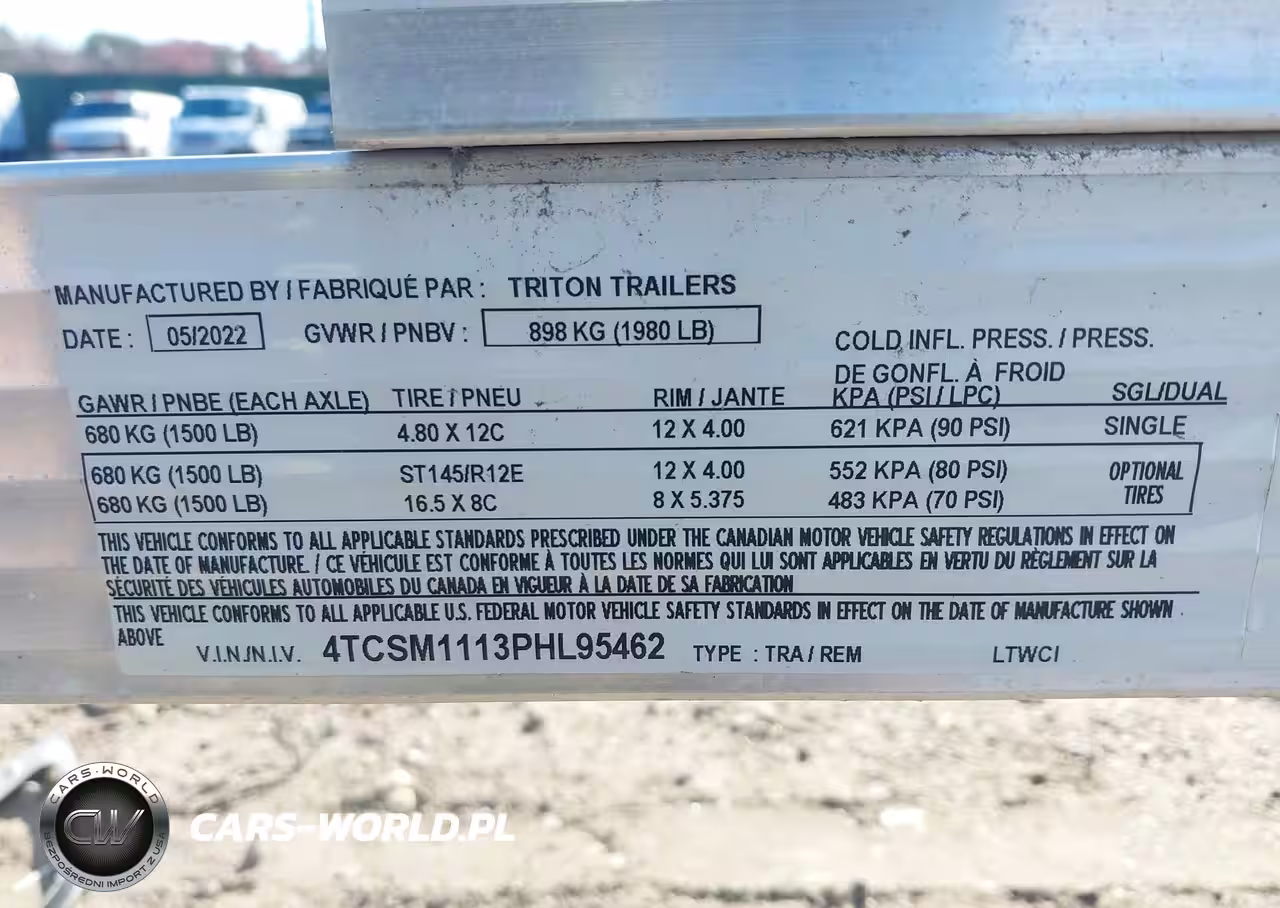 MANUFACTURED BY / FABRIQUÉ PAR : TRITON TRAILERS
DATE : 05/2022 GVWR / PNBV : 898 KG (1980 LB)
COLD INFL. PRESS. / PRESS.
DE GONFL. À FROID
GAWR / PNBE (EACH AXLE) TIRE / PNEU RIM / JANTE KPA (PSI / LPC) SGL/DUAL
680 KG (1500 LB) 4.80 X 12C 12 X 4.00 621 KPA (90 PSI) SINGLE
680 KG (1500 LB) ST145/R12E 12 X 4.00 552 KPA (80 PSI) OPTIONAL
680 KG (1500 LB) 16.5 X 8C 8 X 5.375 483 KPA (70 PSI) TIRES
THIS VEHICLE CONFORMS TO ALL APPLICABLE STANDARDS PRESCRIBED UNDER THE CANADIAN MOTOR VEHICLE SAFETY REGULATIONS IN EFFECT ON
THE DATE OF MANUFACTURE. / CE VÉHICULE EST CONFORME À TOUTES LES NORMES QUI LUI SONT APPLICABLES EN VERTU DU RÈGLEMENT SUR LA
SÉCURITÉ DES VÉHICULES AUTOMOBILES DU CANADA EN VIGUEUR À LA DATE DE SA FABRICATION
THIS VEHICLE CONFORMS TO ALL APPLICABLE U.S. FEDERAL MOTOR VEHICLE SAFETY STANDARDS IN EFFECT ON THE DATE OF MANUFACTURE SHOWN
ABOVE
V.I.N./N.I.V. 4TCSM1113PHL95462 TYPE : TRA / REM LTWCI
CARS-WORLD
CW
BEZPOŚREDNI IMPORT Z USA
CARS-WORLD.PL